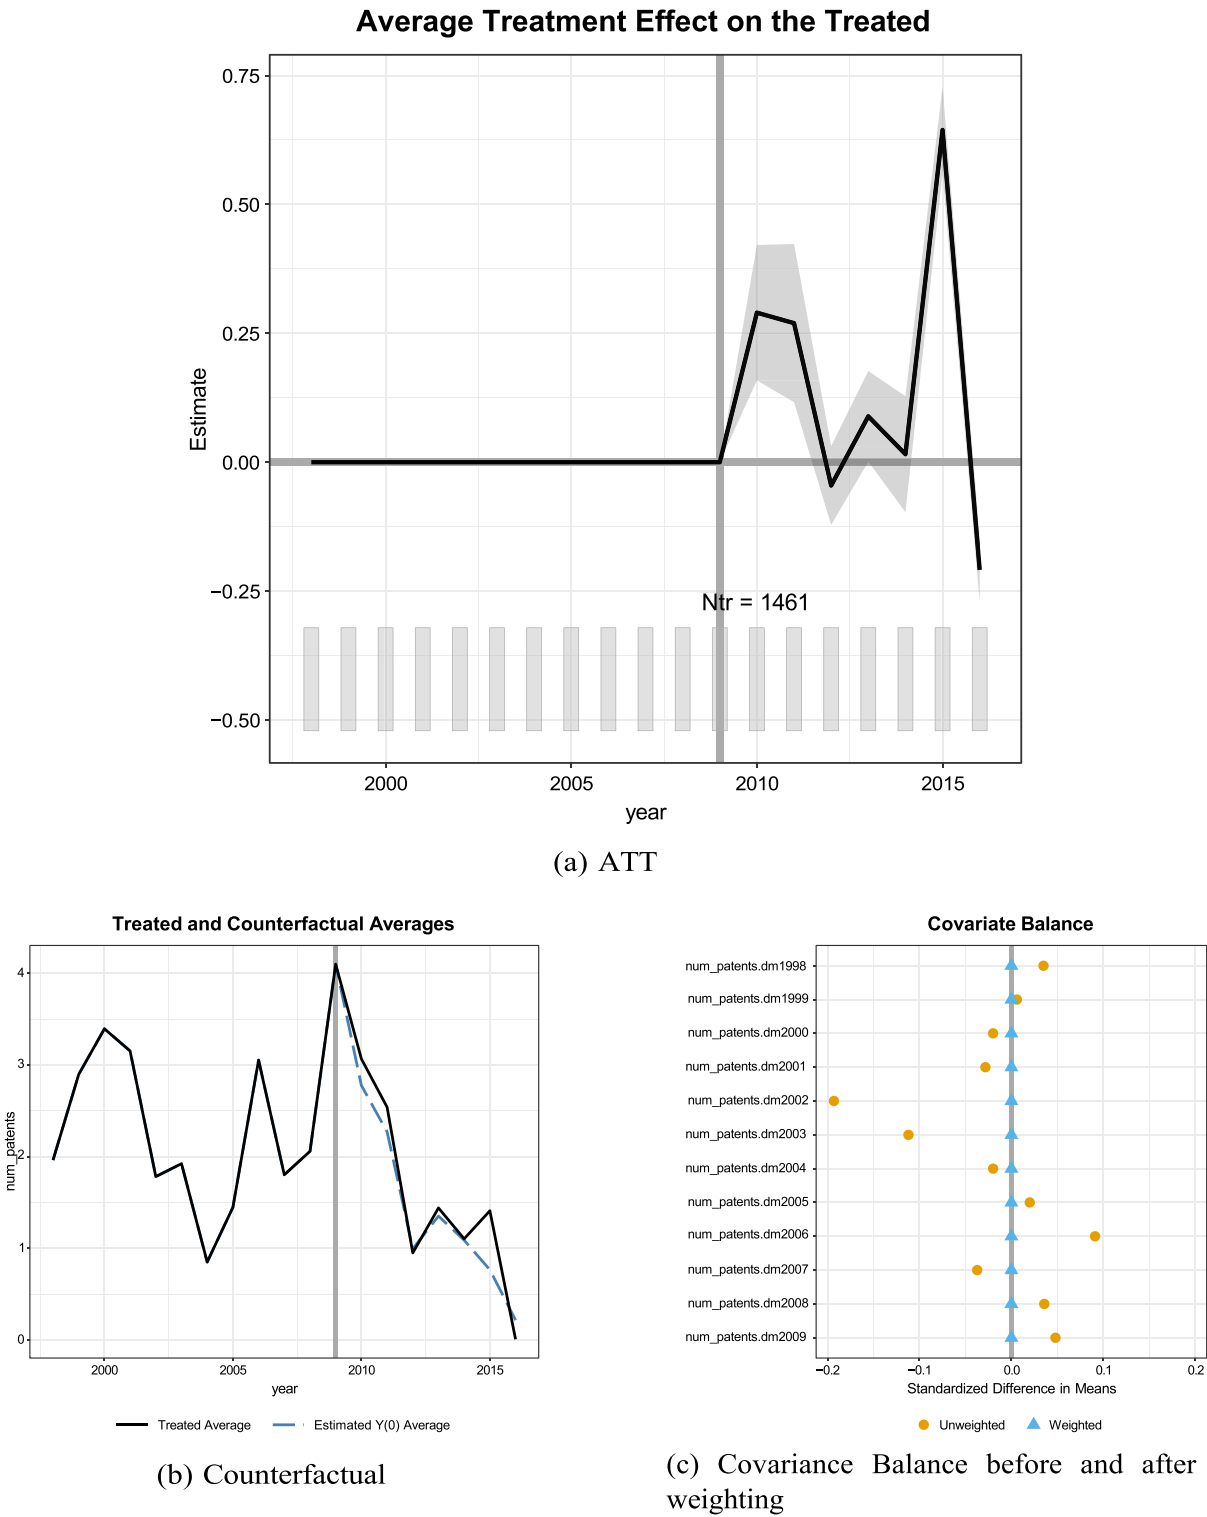 Average Treatment Effect on the Treated
0.75
0.50
0.25
0.00
−0.25
−0.50
Estimate
Ntr = 1461
2000 2005 2010 2015
year
(a) ATT
Treated and Counterfactual Averages
4
3
2
1
0
num_patents
2000 2005 2010 2015
year
Treated Average Estimated Y(0) Average
(b) Counterfactual
Covariate Balance
num_patents.dm1998
num_patents.dm1999
num_patents.dm2000
num_patents.dm2001
num_patents.dm2002
num_patents.dm2003
num_patents.dm2004
num_patents.dm2005
num_patents.dm2006
num_patents.dm2007
num_patents.dm2008
num_patents.dm2009
−0.2 −0.1 0.0 0.1 0.2
Standardized Difference in Means
Unweighted Weighted
(c) Covariance Balance before and after
weighting